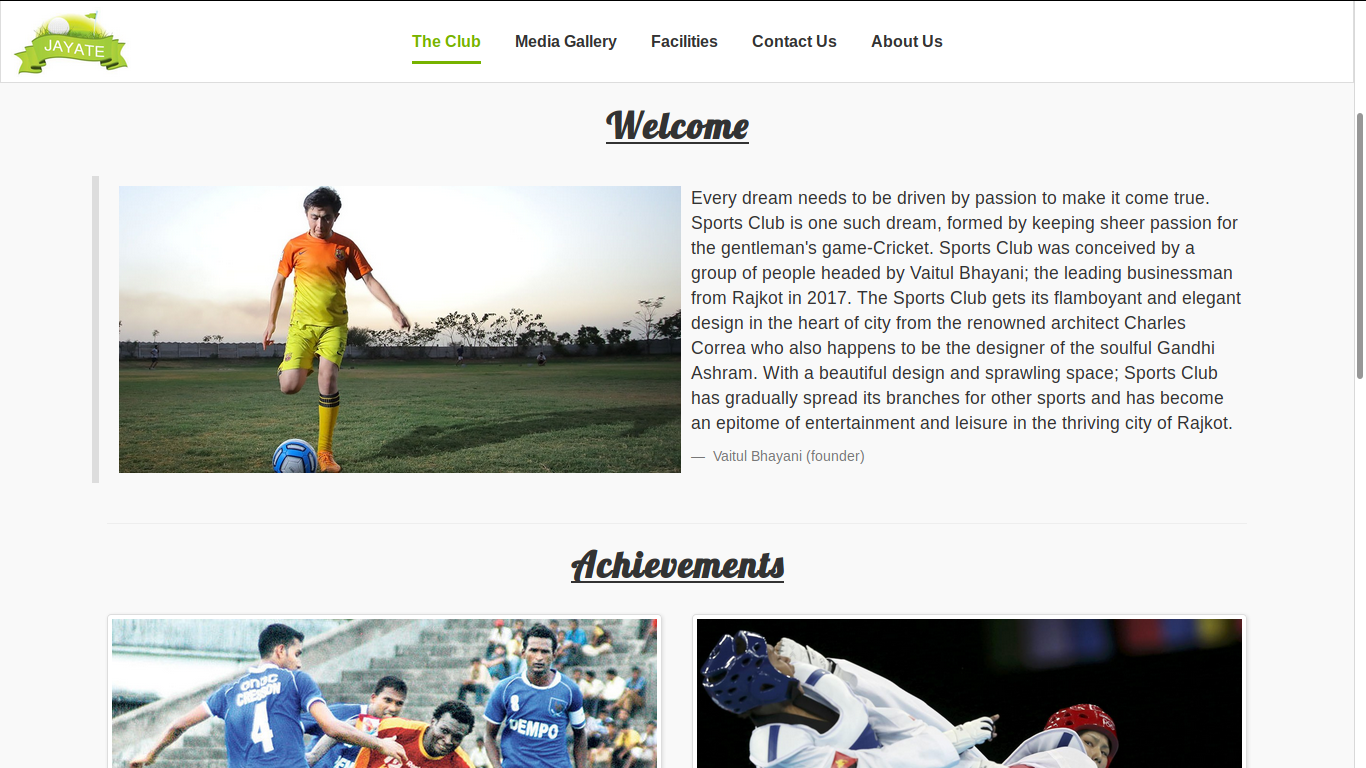 JAYATE
The Club Media Gallery Facilities Contact Us About Us
Welcome
Every dream needs to be driven by passion to make it come true.
Sports Club is one such dream, formed by keeping sheer passion for
the gentleman's game-Cricket. Sports Club was conceived by a
group of people headed by Vaitul Bhayani; the leading businessman
from Rajkot in 2017. The Sports Club gets its flamboyant and elegant
design in the heart of city from the renowned architect Charles
Correa who also happens to be the designer of the soulful Gandhi
Ashram. With a beautiful design and sprawling space; Sports Club
has gradually spread its branches for other sports and has become
an epitome of entertainment and leisure in the thriving city of Rajkot.
— Vaitul Bhayani (founder)
Achievements
ONGC
4
8
DEMPO